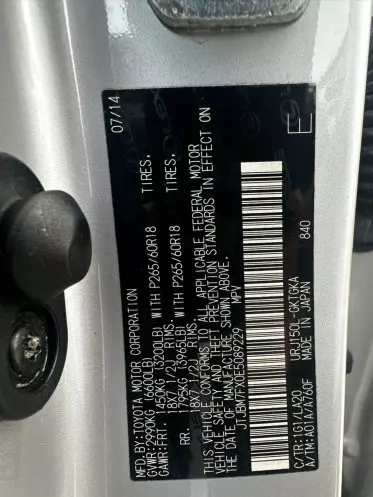 MFD.BY:TOYOTA MOTOR CORPORATION 07/14
GVWR:2990KG (6600LB)
GAWR:FRT. 1450KG (3200LB) WITH P265/60R18 TIRES.
18X7 1/2J RIMS.
RR. 1795KG (3965LB) WITH P265/60R18 TIRES.
18X7 1/2J RIMS.
THIS VEHICLE CONFORMS TO ALL APPLICABLE FEDERAL MOTOR
VEHICLE SAFETY AND THEFT PREVENTION STANDARDS IN EFFECT ON
THE DATE OF MANUFACTURE SHOWN ABOVE.
JTJBM7FX0E5089229 MPV
E
C/TR:1G1/LA20 URJ150L-GKTGKA
A/TM:A01A/A760F MADE IN JAPAN 840